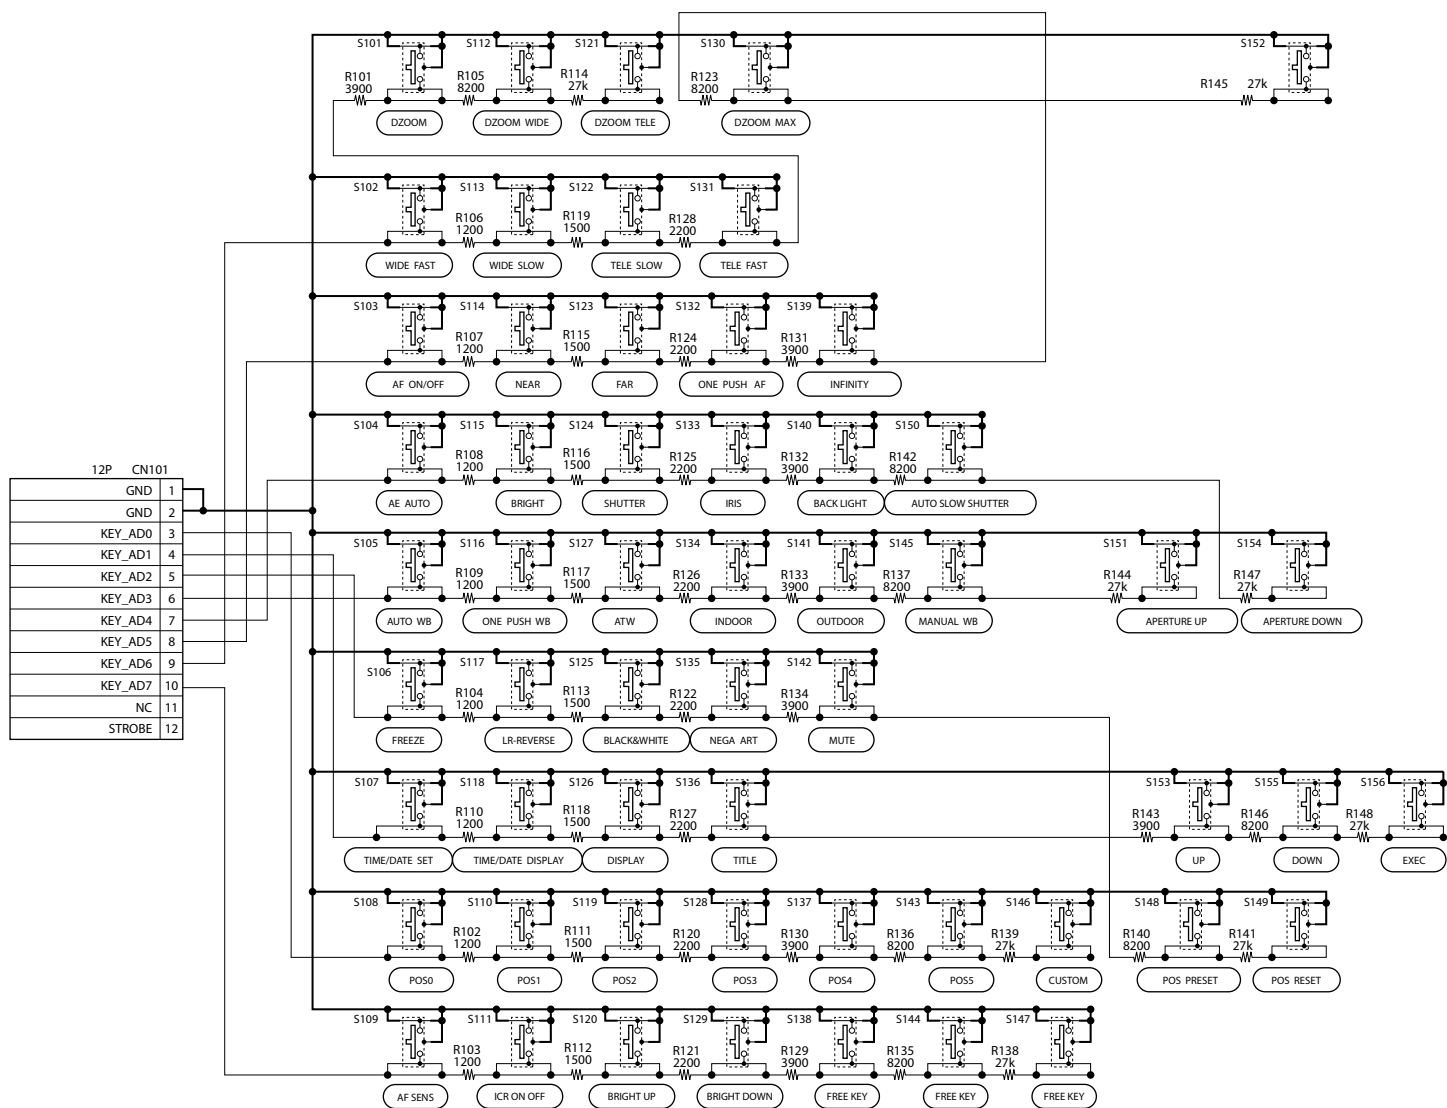 S101 S112 S121 S130 S152
R101 3900 R105 8200 R114 27k R123 8200 R145 27k
DZOOM DZOOM WIDE DZOOM TELE DZOOM MAX
S102 S113 S122 S131
R106 1200 R119 1500 R128 2200
WIDE FAST WIDE SLOW TELE SLOW TELE FAST
S103 S114 S123 S132 S139
R107 1200 R115 1500 R124 2200 R131 3900
AF ON/OFF NEAR FAR ONE PUSH AF INFINITY
S104 S115 S124 S133 S140 S150
R108 1200 R116 1500 R125 2200 R132 3900 R142 8200
AE AUTO BRIGHT SHUTTER IRIS BACK LIGHT AUTO SLOW SHUTTER
12P CN101
GND 1
GND 2
KEY_AD0 3
KEY_AD1 4
KEY_AD2 5
KEY_AD3 6
KEY_AD4 7
KEY_AD5 8
KEY_AD6 9
KEY_AD7 10
NC 11
STROBE 12
S105 S116 S127 S134 S141 S145 S151 S154
R109 1200 R117 1500 R126 2200 R133 3900 R137 8200 R144 27k R147 27k
AUTO WB ONE PUSH WB ATW INDOOR OUTDOOR MANUAL WB APERTURE UP APERTURE DOWN
S106 S117 S125 S135 S142
R104 1200 R113 1500 R122 2200 R134 3900
FREEZE LR-REVERSE BLACK&WHITE NEGA ART MUTE
S107 S118 S126 S136 S153 S155 S156
R110 1200 R118 1500 R127 2200 R143 3900 R146 8200 R148 27k
TIME/DATE SET TIME/DATE DISPLAY DISPLAY TITLE UP DOWN EXEC
S108 S110 S119 S128 S137 S143 S146 S148 S149
R102 1200 R111 1500 R120 2200 R130 3900 R136 8200 R139 27k R140 8200 R141 27k
POS0 POS1 POS2 POS3 POS4 POS5 CUSTOM POS PRESET POS RESET
S109 S111 S120 S129 S138 S144 S147
R103 1200 R112 1500 R121 2200 R129 3900 R135 8200 R138 27k
AF SENS ICR ON OFF BRIGHT UP BRIGHT DOWN FREE KEY FREE KEY FREE KEY